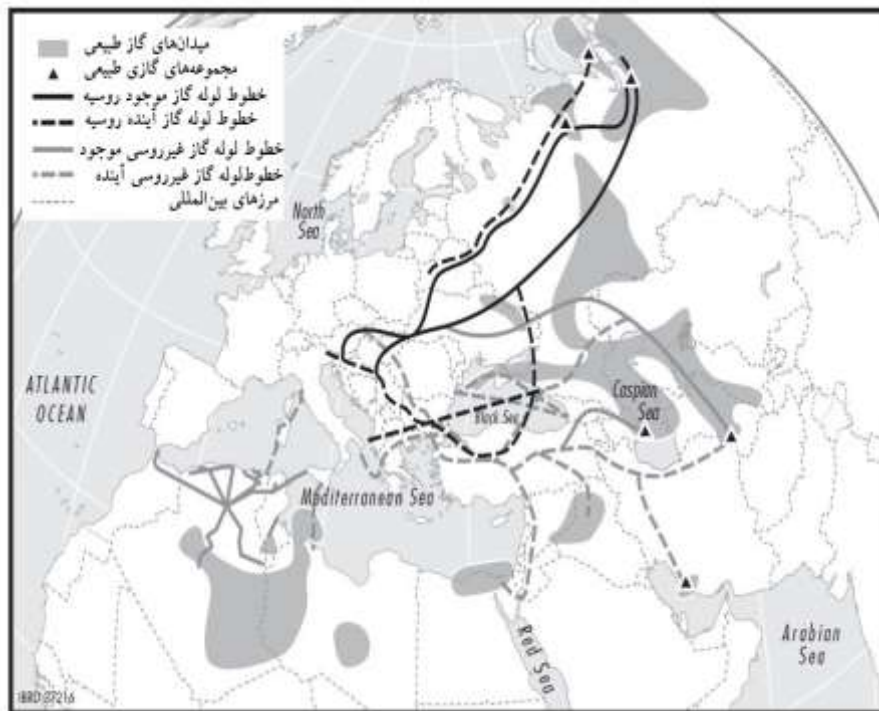 میدان‌های گاز طبیعی
مجموعه‌های گازی طبیعی
خطوط لوله گاز موجود روسیه
خطوط لوله گاز آینده روسیه
خطوط لوله گاز غیرروسی موجود
خطوط‌لوله گاز غیرروسی آینده
مرزهای بین‌المللی
North
Sea
ATLANTIC
OCEAN
Caspian
Sea
Black Sea
Mediterranean Sea
Red Sea
Arabian
Sea
IBRD 37216